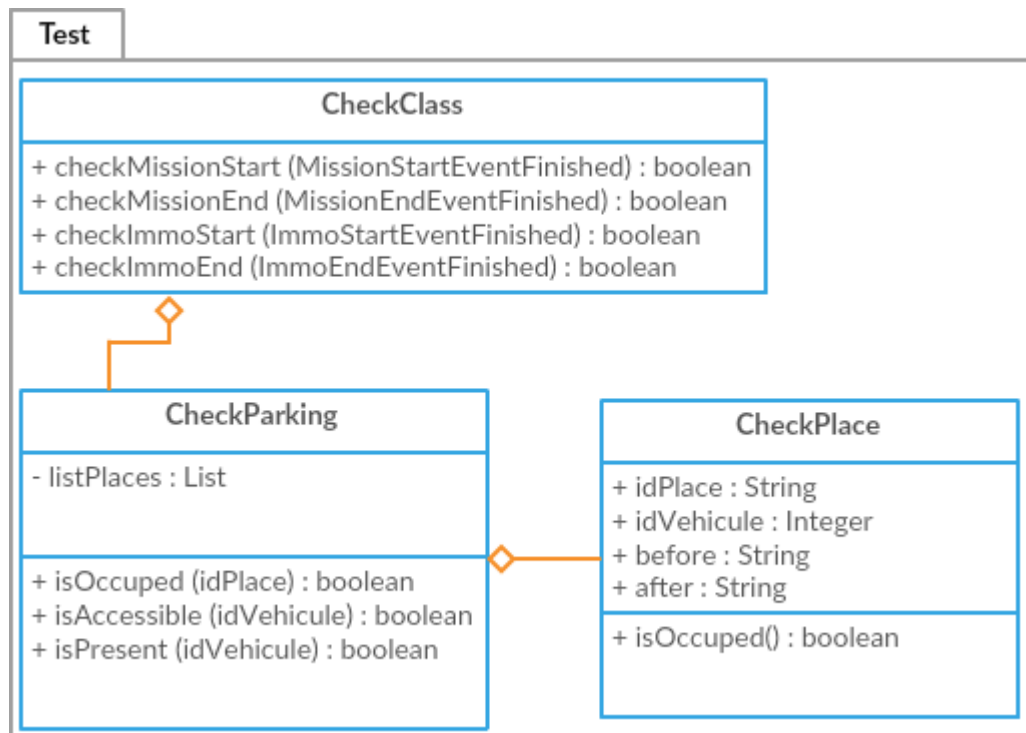 Test
CheckClass
+ checkMissionStart (MissionStartEventFinished) : boolean
+ checkMissionEnd (MissionEndEventFinished) : boolean
+ checkImmoStart (ImmoStartEventFinished) : boolean
+ checkImmoEnd (ImmoEndEventFinished) : boolean
CheckParking
- listPlaces : List
+ isOccuped (idPlace) : boolean
+ isAccessible (idVehicule) : boolean
+ isPresent (idVehicule) : boolean
CheckPlace
+ idPlace : String
+ idVehicule : Integer
+ before : String
+ after : String
+ isOccuped() : boolean